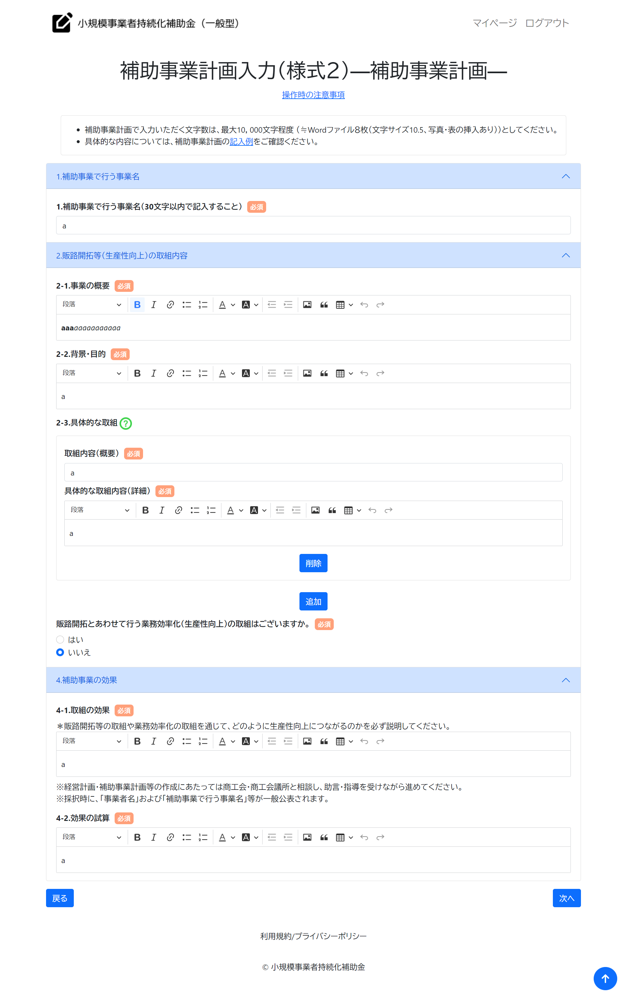 小規模事業者持続化補助金（一般型）
マイページ ログアウト
補助事業計画入力（様式２）―補助事業計画―
操作時の注意事項
補助事業計画で入力いただく文字数は、最大10，000文字程度 （≒Wordファイル８枚（文字サイズ10.5、写真・表の挿入あり））としてください。
具体的な内容については、補助事業計画の記入例をご確認ください。
1.補助事業で行う事業名
1.補助事業で行う事業名（30文字以内で記入すること） 必須
a
2.販路開拓等（生産性向上）の取組内容
2-1.事業の概要 必須
段落
aaaaaaaaaaaaaa
2-2.背景・目的 必須
段落
a
2-3.具体的な取組
取組内容（概要） 必須
a
具体的な取組内容（詳細） 必須
段落
a
削除
追加
販路開拓とあわせて行う業務効率化（生産性向上）の取組はございますか。 必須
はい
いいえ
4.補助事業の効果
4-1.取組の効果 必須
＊販路開拓等の取組や業務効率化の取組を通じて、どのように生産性向上につながるのかを必ず説明してください。
段落
a
※経営計画・補助事業計画等の作成にあたっては商工会・商工会議所と相談し、助言・指導を受けながら進めてください。
※採択時に、「事業者名」および「補助事業で行う事業名」等が一般公表されます。
4-2.効果の試算 必須
段落
a
戻る 次へ
利用規約/プライバシーポリシー
© 小規模事業者持続化補助金